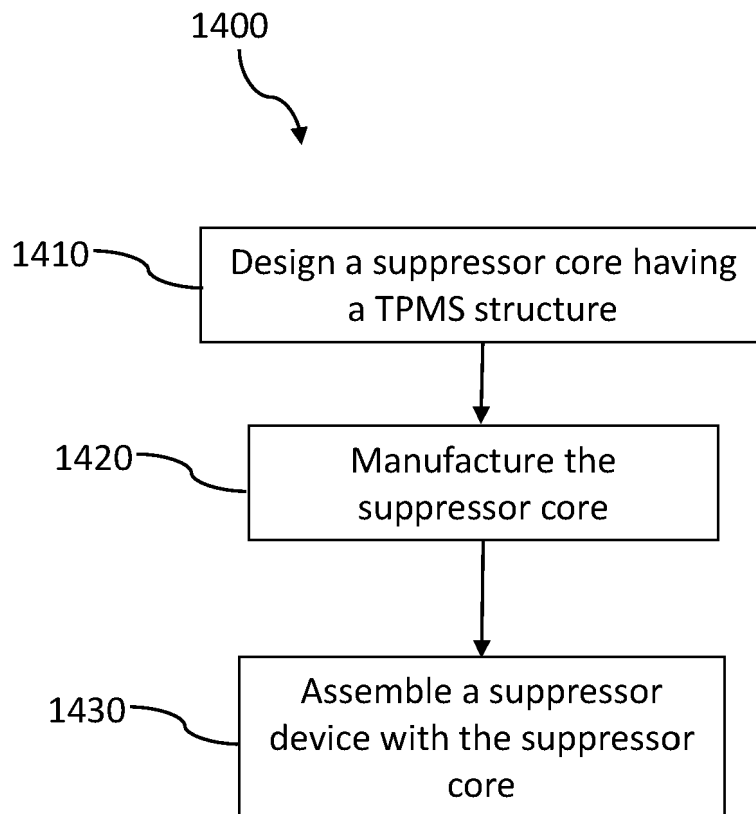 1400
1410
Design a suppressor core having
a TPMS structure
1420
Manufacture the
suppressor core
1430
Assemble a suppressor
device with the suppressor
core